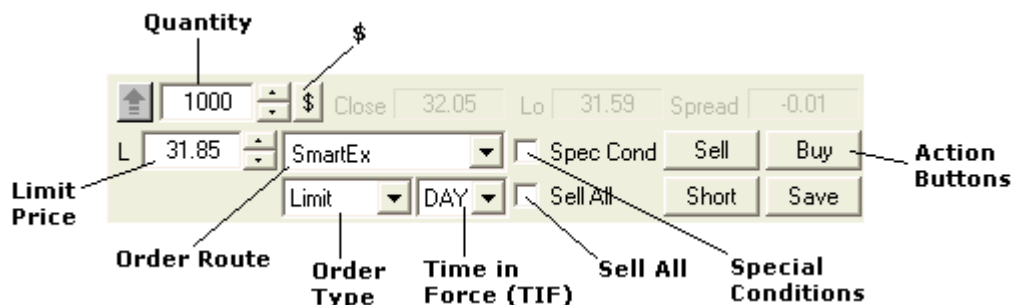 Quantity
$
1000 $ Close 32.05 Lo 31.59 Spread -0.01
L 31.85 SmartEx Spec Cond Sell Buy
Action
Buttons
Limit
Price
Limit DAY Sell All Short Save
Order Route
Order
Type
Time in
Force (TIF)
Sell All
Special
Conditions